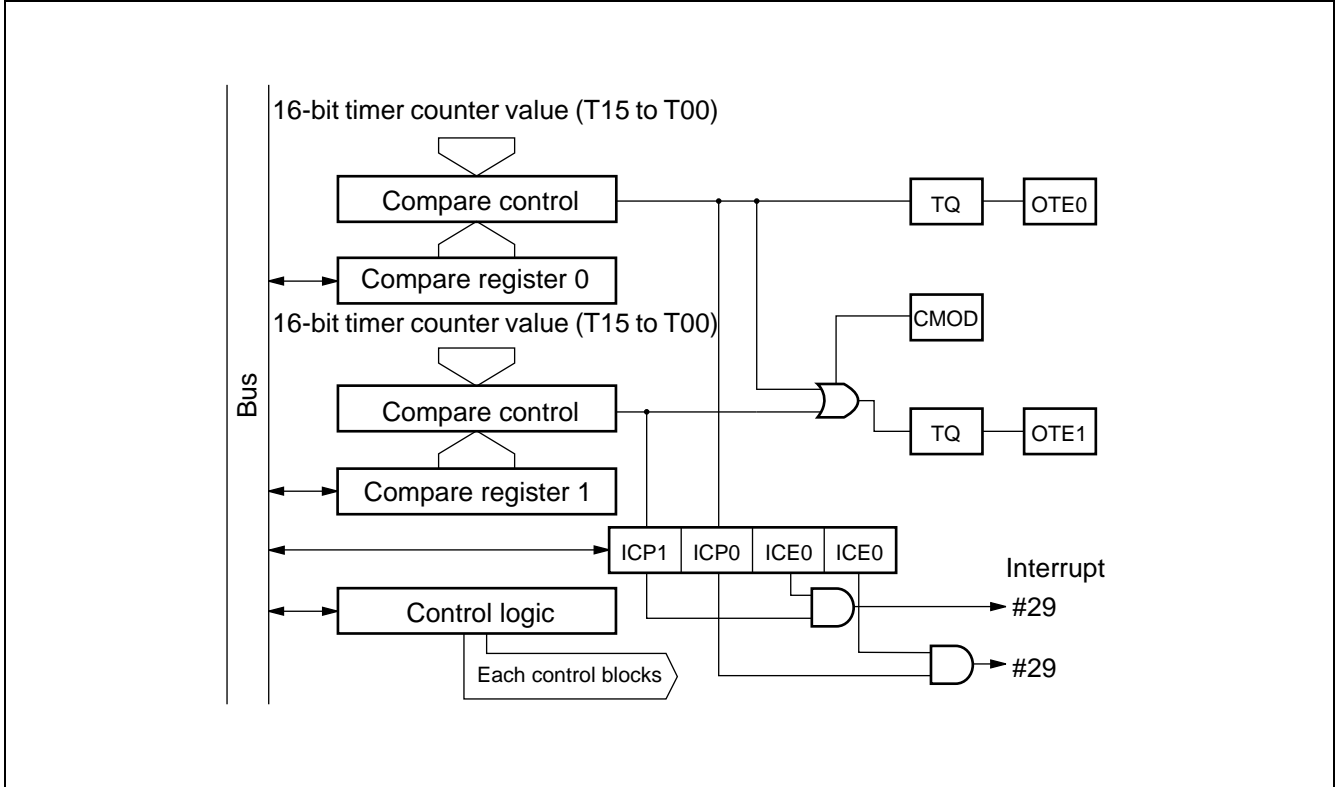 16-bit timer counter value (T15 to T00)
Compare control
TQ
OTE0
Compare register 0
16-bit timer counter value (T15 to T00)
CMOD
Bus
Compare control
TQ
OTE1
Compare register 1
ICP1
ICP0
ICE0
ICE0
Interrupt
Control logic
#29
Each control blocks
#29